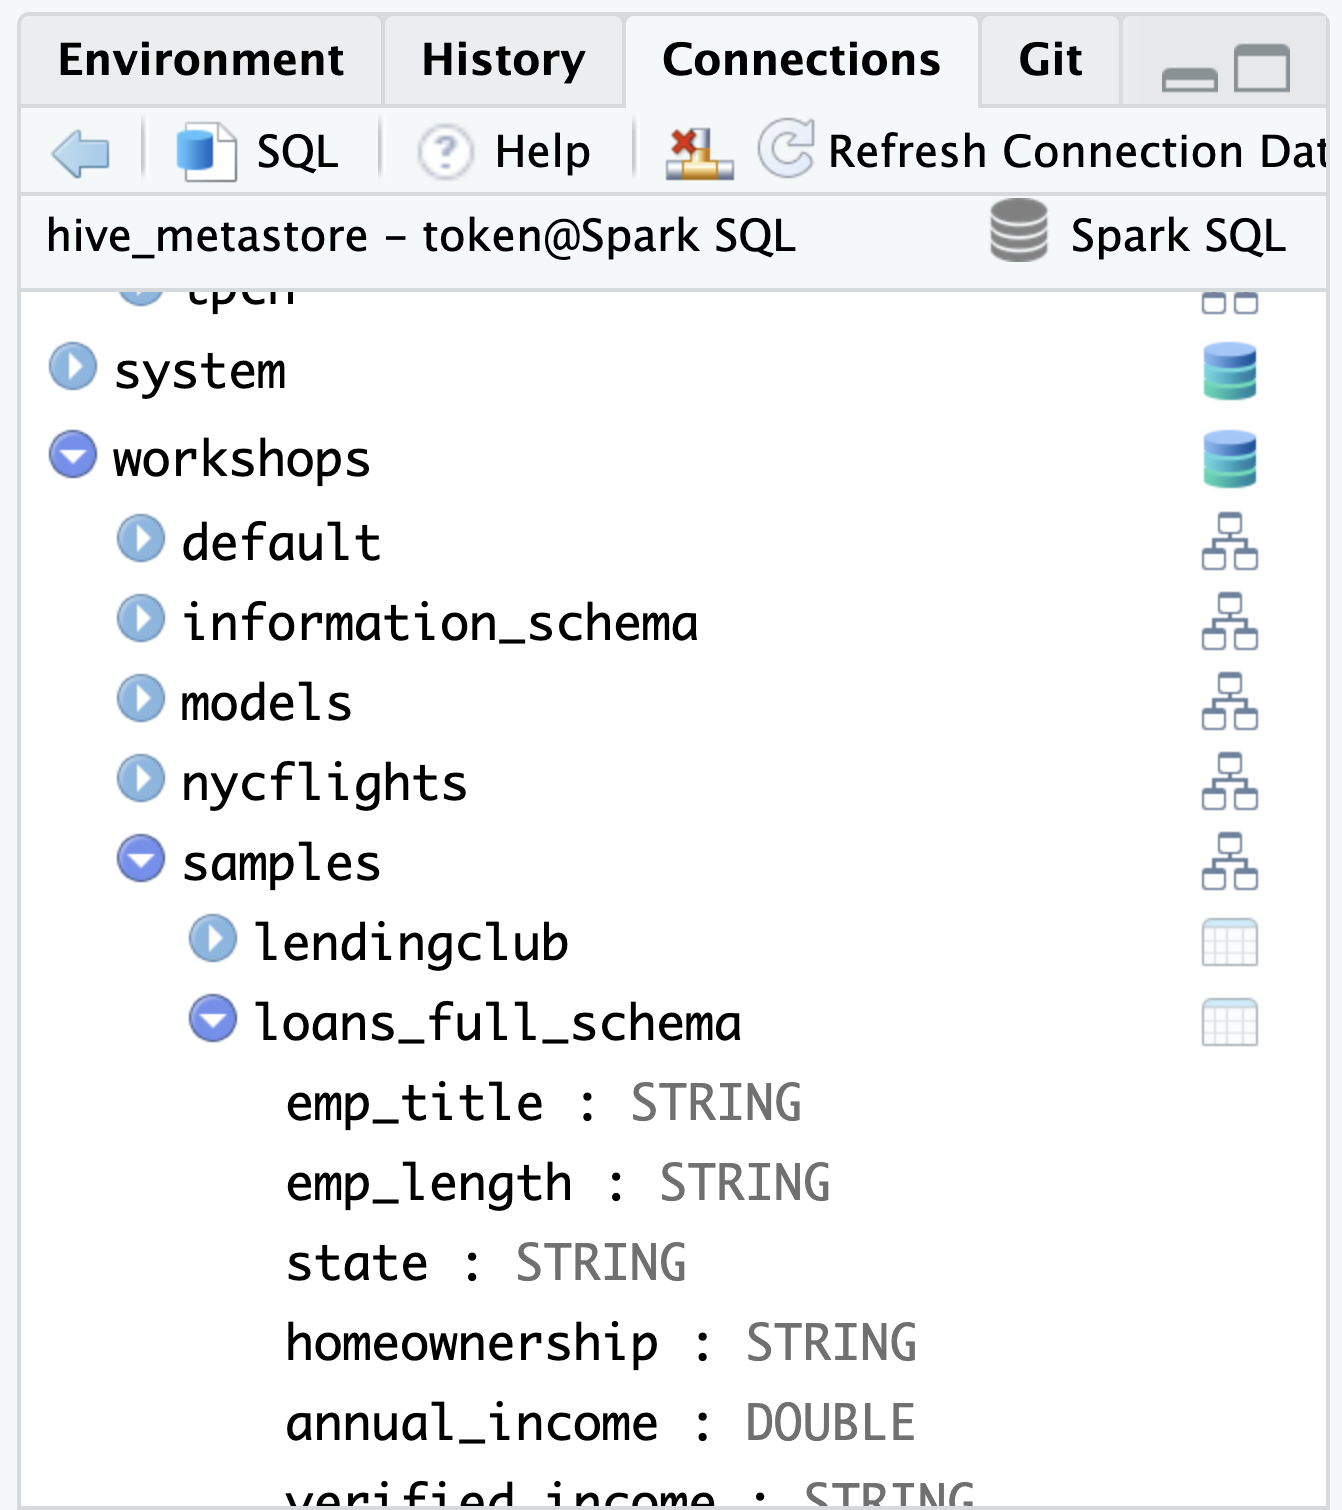 Environment History Connections Git
SQL Help Refresh Connection Dat
hive_metastore – token@Spark SQL Spark SQL
tpch
system
workshops
default
information_schema
models
nycflights
samples
lendingclub
loans_full_schema
emp_title : STRING
emp_length : STRING
state : STRING
homeownership : STRING
annual_income : DOUBLE
verified_income : STRING